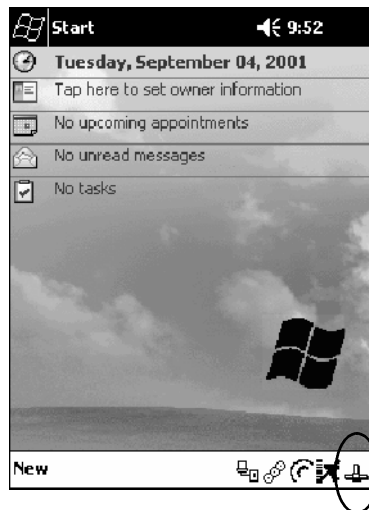 Start 9:52
Tuesday, September 04, 2001
Tap here to set owner information
No upcoming appointments
No unread messages
No tasks
New